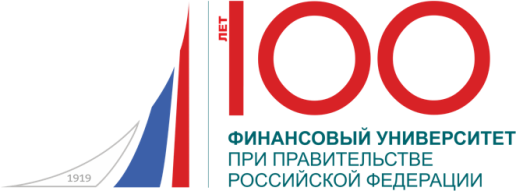 1919
ЛЕТ
100
ФИНАНСОВЫЙ УНИВЕРСИТЕТ
ПРИ ПРАВИТЕЛЬСТВЕ
РОССИЙСКОЙ ФЕДЕРАЦИИ